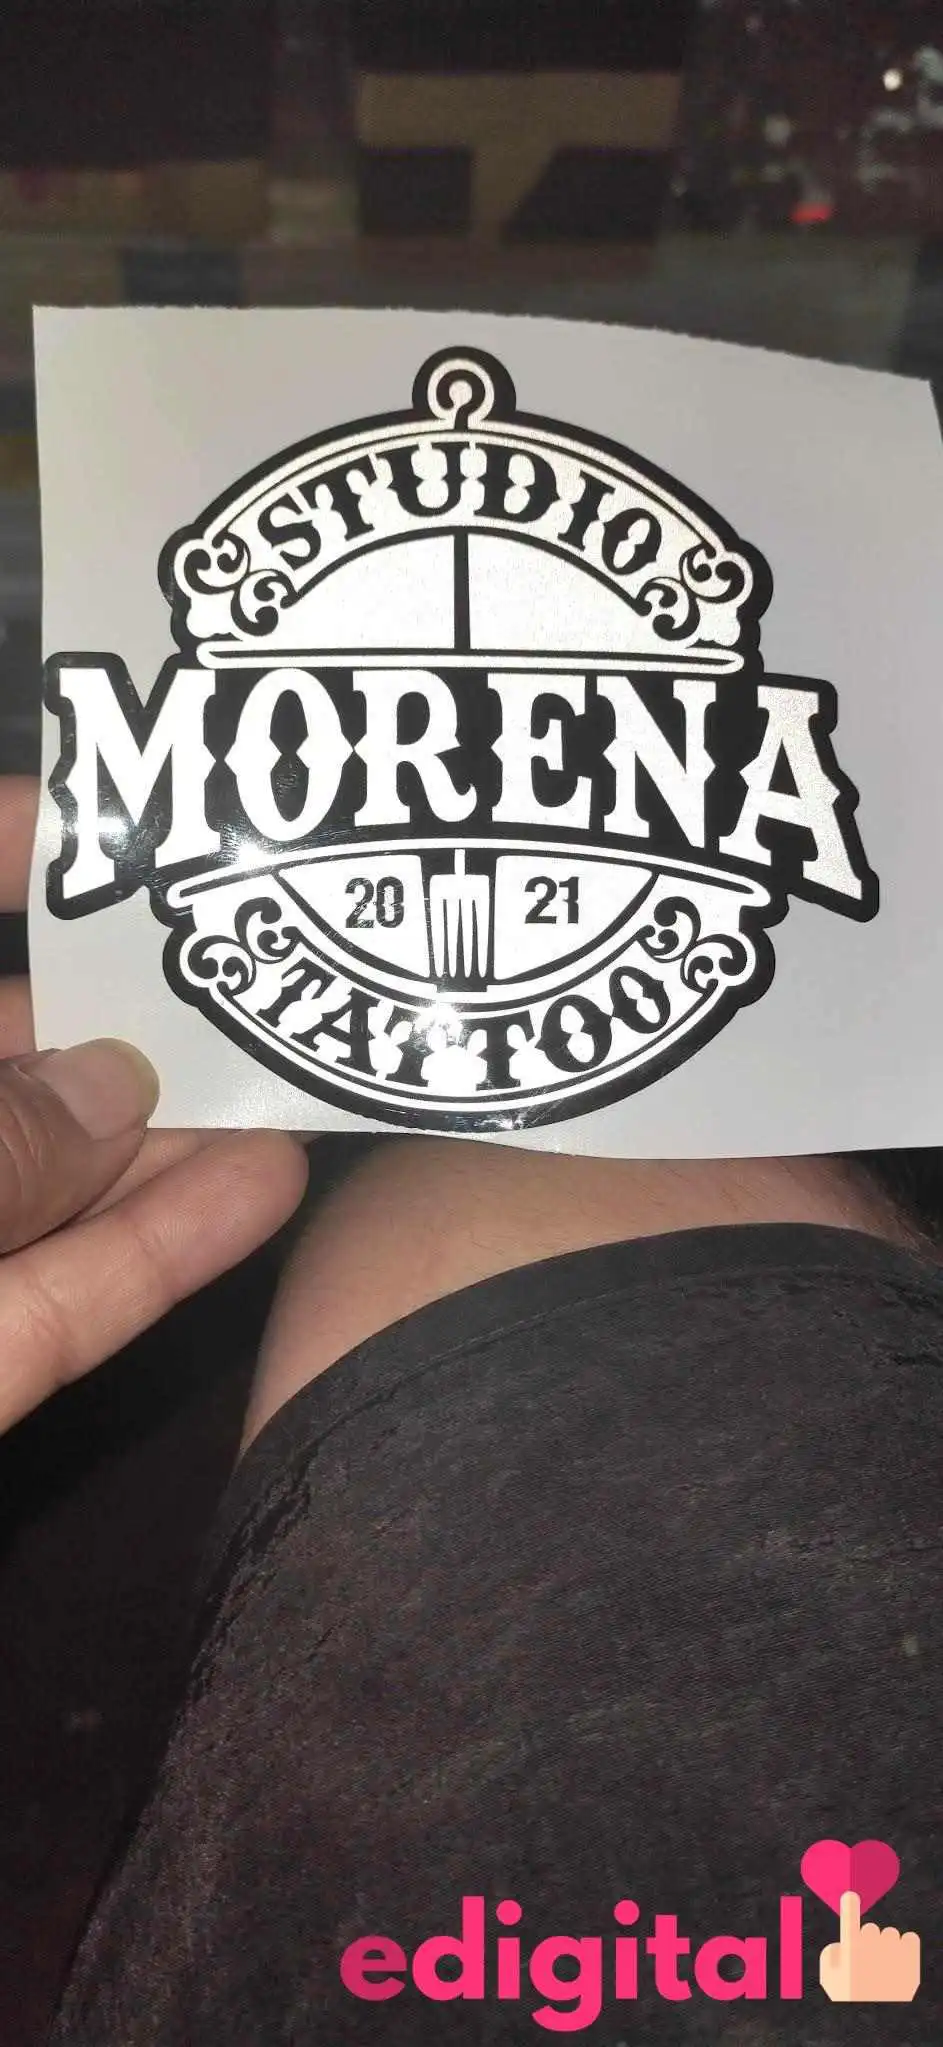 STUDIO
MORENA
20 21
TATTOO
edigital